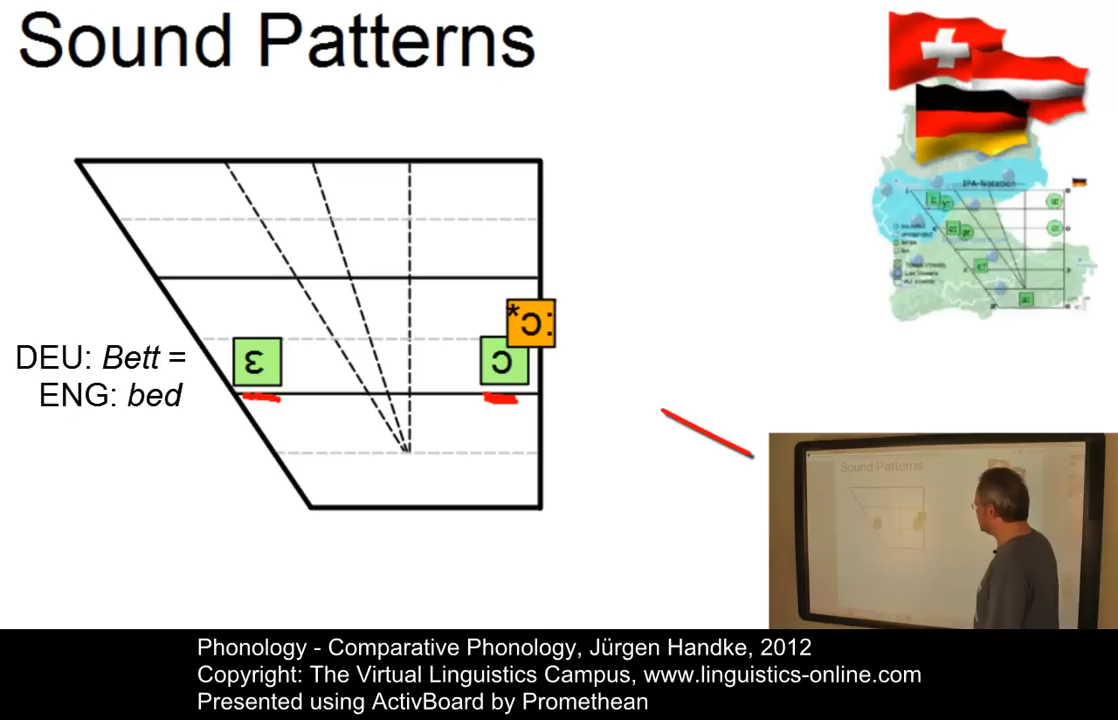 Sound Patterns
IPA-Notation
*ɔː
DEU: Bett =
ɛ
ɔ
ENG: bed
Sound Patterns
Phonology - Comparative Phonology, Jürgen Handke, 2012
Copyright: The Virtual Linguistics Campus, www.linguistics-online.com
Presented using ActivBoard by Promethean